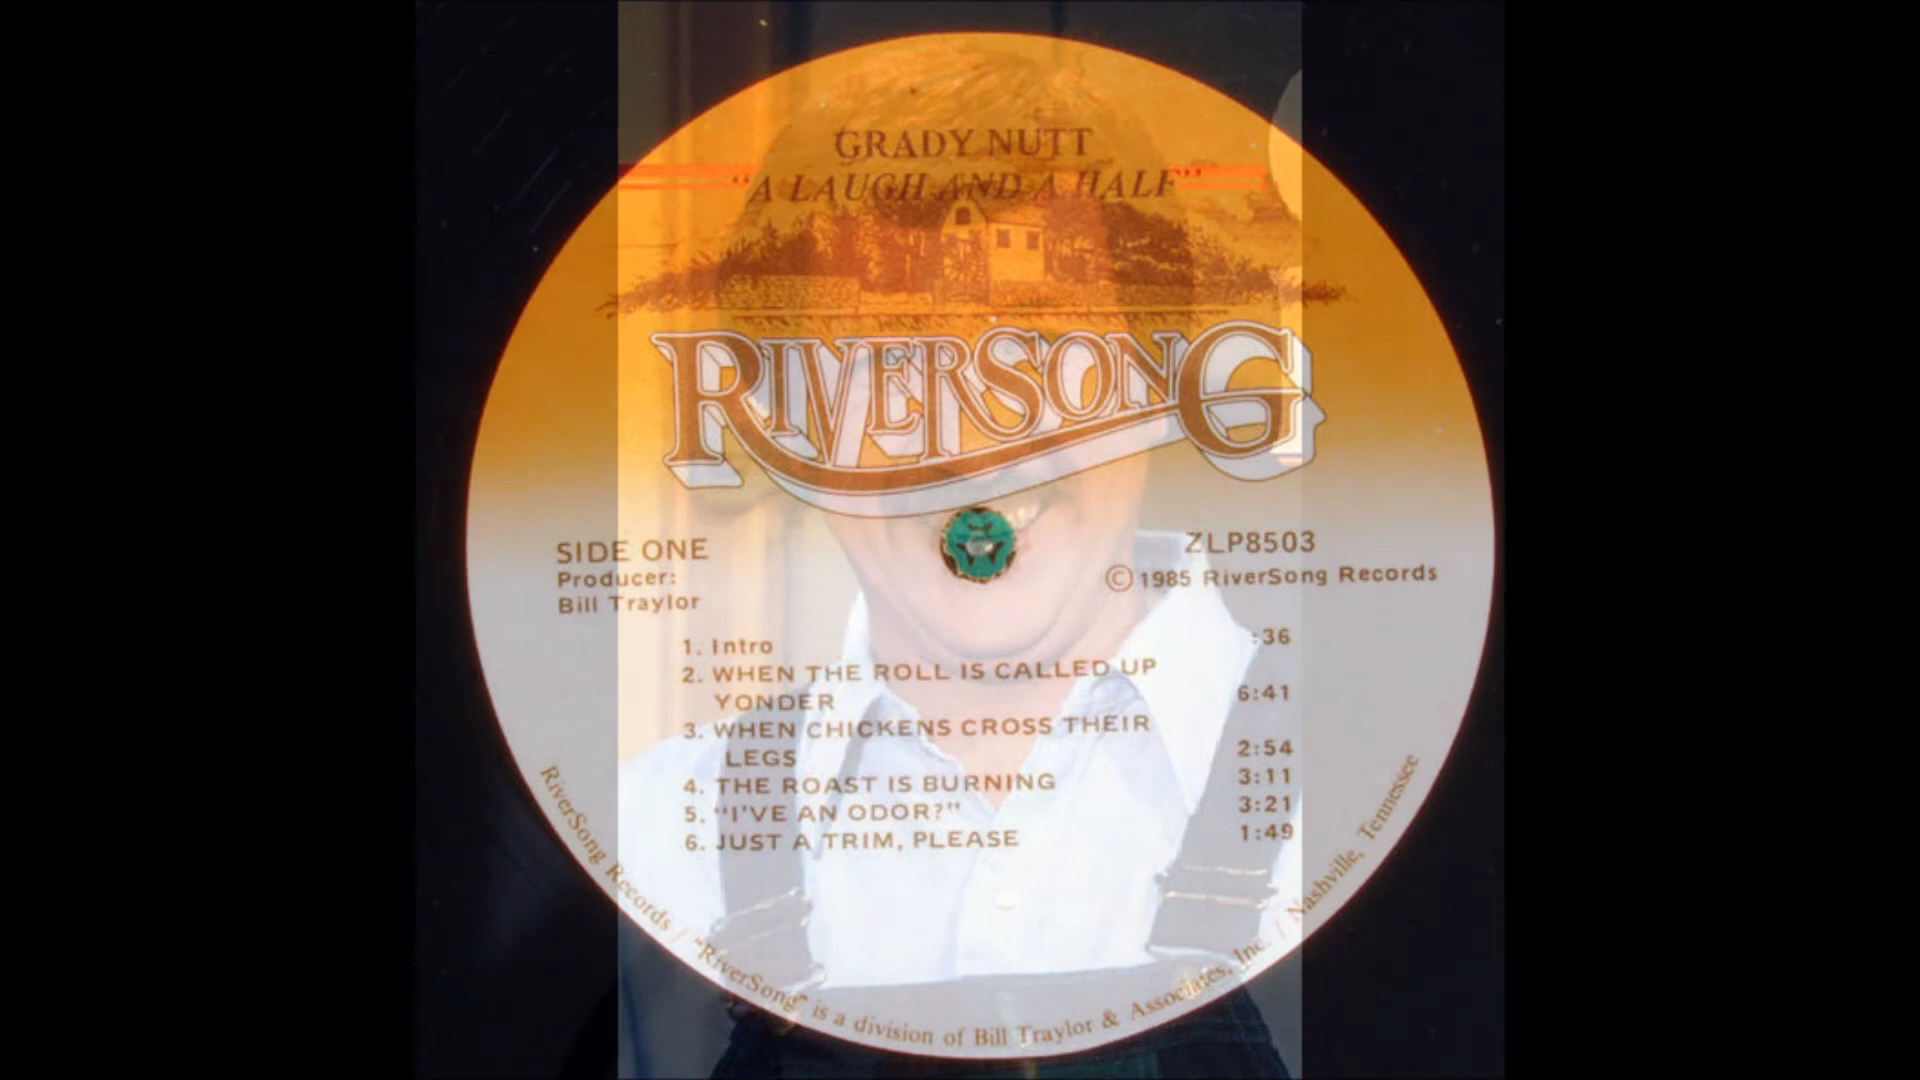 GRADY NUTT
"A LAUGH AND A HALF"
RIVERSONG
SIDE ONE
Producer:
Bill Traylor
ZLP8503
© 1985 RiverSong Records
1. Intro :36
2. WHEN THE ROLL IS CALLED UP
YONDER 6:41
3. WHEN CHICKENS CROSS THEIR
LEGS 2:54
4. THE ROAST IS BURNING 3:11
5. "I'VE AN ODOR?" 3:21
6. JUST A TRIM, PLEASE 1:49
RiverSong Records / "RiverSong" is a division of Bill Traylor & Associates, Inc. / Nashville, Tennessee